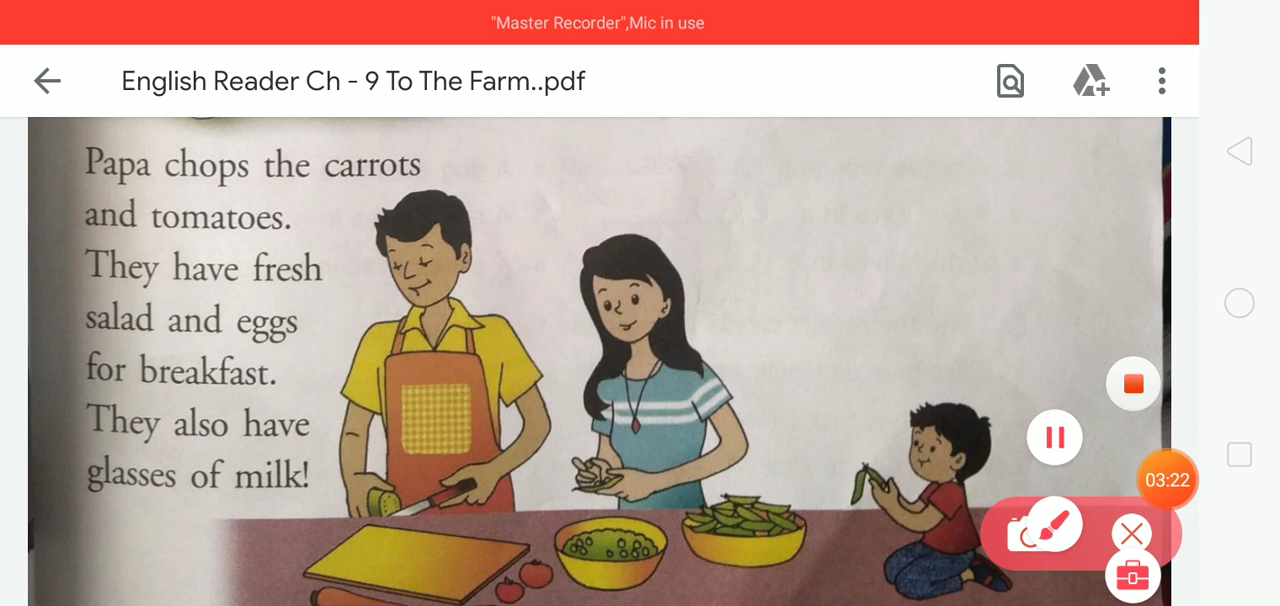 "Master Recorder",Mic in use
English Reader Ch - 9 To The Farm..pdf
Papa chops the carrots
and tomatoes.
They have fresh
salad and eggs
for breakfast.
They also have
glasses of milk!
03:22